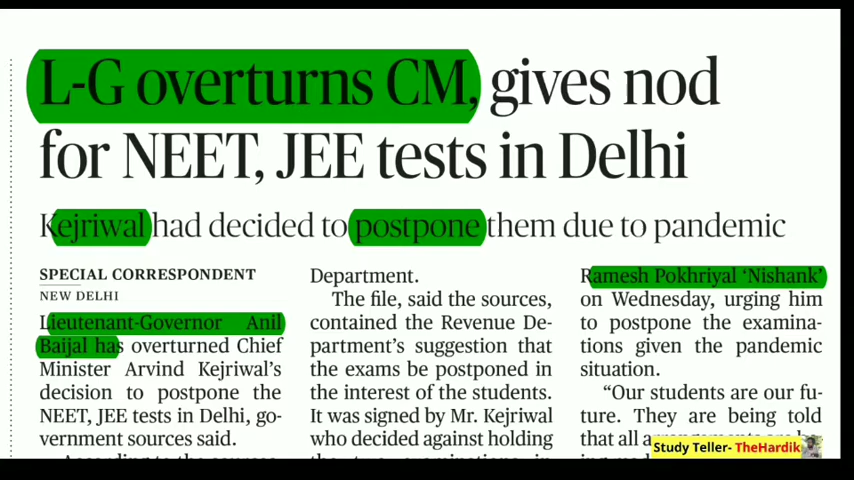 L-G overturns CM, gives nod
for NEET, JEE tests in Delhi
Kejriwal had decided to postpone them due to pandemic
SPECIAL CORRESPONDENT
NEW DELHI
Lieutenant-Governor Anil
Baijal has overturned Chief
Minister Arvind Kejriwal’s
decision to postpone the
NEET, JEE tests in Delhi, go-
vernment sources said.
Department.
The file, said the sources,
contained the Revenue De-
partment’s suggestion that
the exams be postponed in
the interest of the students.
It was signed by Mr. Kejriwal
who decided against holding
Ramesh Pokhriyal ‘Nishank’
on Wednesday, urging him
to postpone the examina-
tions given the pandemic
situation.
“Our students are our fu-
ture. They are being told
that all
Study Teller- TheHardik